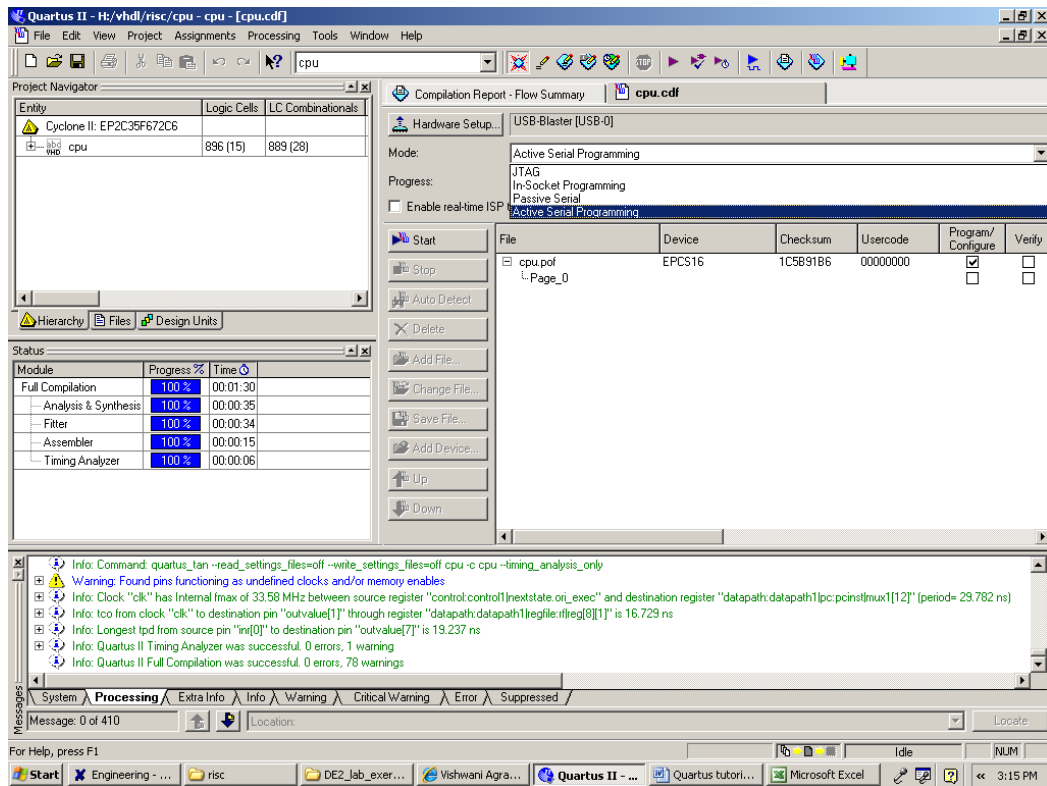 Quartus II - H:/vhdl/risc/cpu - cpu - [cpu.cdf]
File Edit View Project Assignments Processing Tools Window Help
cpu
Project Navigator
Entity Logic Cells LC Combinationals
Cyclone II: EP2C35F672C6
abd VHD cpu 896 (15) 889 (28)
Hierarchy Files Design Units
Status
Module Progress % Time
Full Compilation 100 % 00:01:30
Analysis & Synthesis 100 % 00:00:35
Fitter 100 % 00:00:34
Assembler 100 % 00:00:15
Timing Analyzer 100 % 00:00:06
Compilation Report - Flow Summary cpu.cdf
Hardware Setup... USB-Blaster [USB-0]
Mode: Active Serial Programming
JTAG
In-Socket Programming
Passive Serial
Active Serial Programming
Progress:
Enable real-time ISP
Start
Stop
Auto Detect
Delete
Add File...
Change File...
Save File...
Add Device...
Up
Down
File Device Checksum Usercode Program/ Configure Verify
cpu.pof EPCS16 1C5B91B6 00000000
Page_0
Info: Command: quartus_tan --read_settings_files=off --write_settings_files=off cpu -c cpu --timing_analysis_only
Warning: Found pins functioning as undefined clocks and/or memory enables
Info: Clock "clk" has Internal fmax of 33.58 MHz between source register "control:control1|nextstate.ori_exec" and destination register "datapath:datapath1|pc:pcinst|mux1[12]" (period= 29.782 ns)
Info: tco from clock "clk" to destination pin "outvalue[1]" through register "datapath:datapath1|regfile:rf|reg[8][1]" is 16.729 ns
Info: Longest tpd from source pin "inr[0]" to destination pin "outvalue[7]" is 19.237 ns
Info: Quartus II Timing Analyzer was successful. 0 errors, 1 warning
Info: Quartus II Full Compilation was successful. 0 errors, 78 warnings
Messages
System Processing Extra Info Info Warning Critical Warning Error Suppressed
Message: 0 of 410 Location: Locate
For Help, press F1 Idle NUM
Start Engineering - ... risc DE2_lab_exer... Vishwani Agra... Quartus II - ... Quartus tutori... Microsoft Excel « 3:15 PM